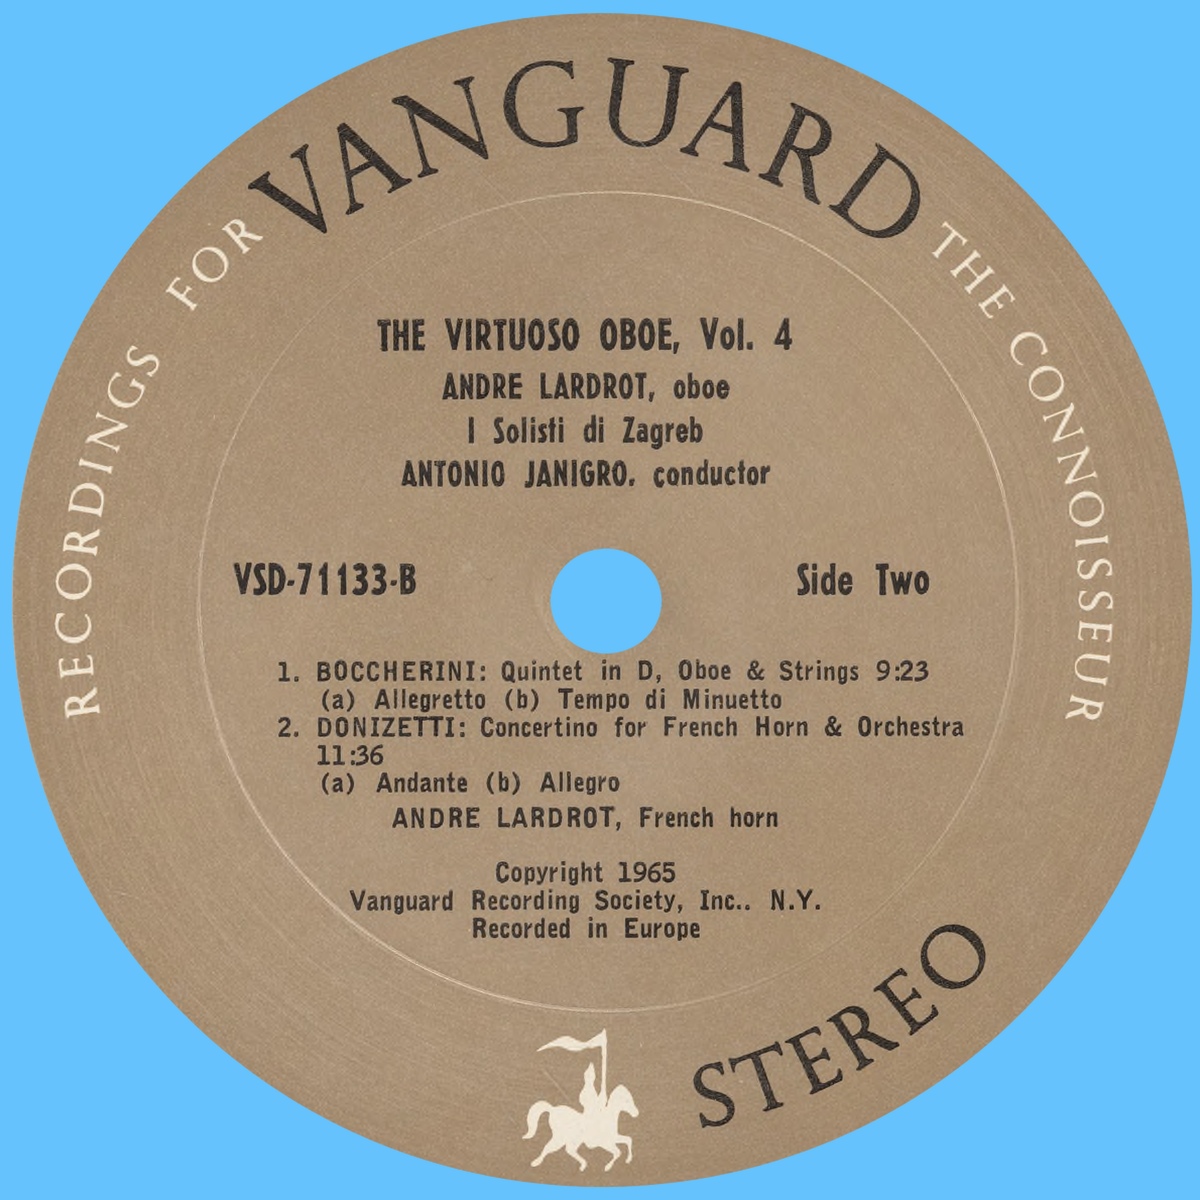 VANGUARD
RECORDINGS FOR THE CONNOISSEUR
THE VIRTUOSO OBOE, Vol. 4
ANDRE LARDROT, oboe
I Solisti di Zagreb
ANTONIO JANIGRO. conductor
VSD-71133-B Side Two
1. BOCCHERINI: Quintet in D, Oboe & Strings 9:23
(a) Allegretto (b) Tempo di Minuetto
2. DONIZETTI: Concertino for French Horn & Orchestra
11:36
(a) Andante (b) Allegro
ANDRE LARDROT, French horn
Copyright 1965
Vanguard Recording Society, Inc.. N.Y.
Recorded in Europe
STEREO